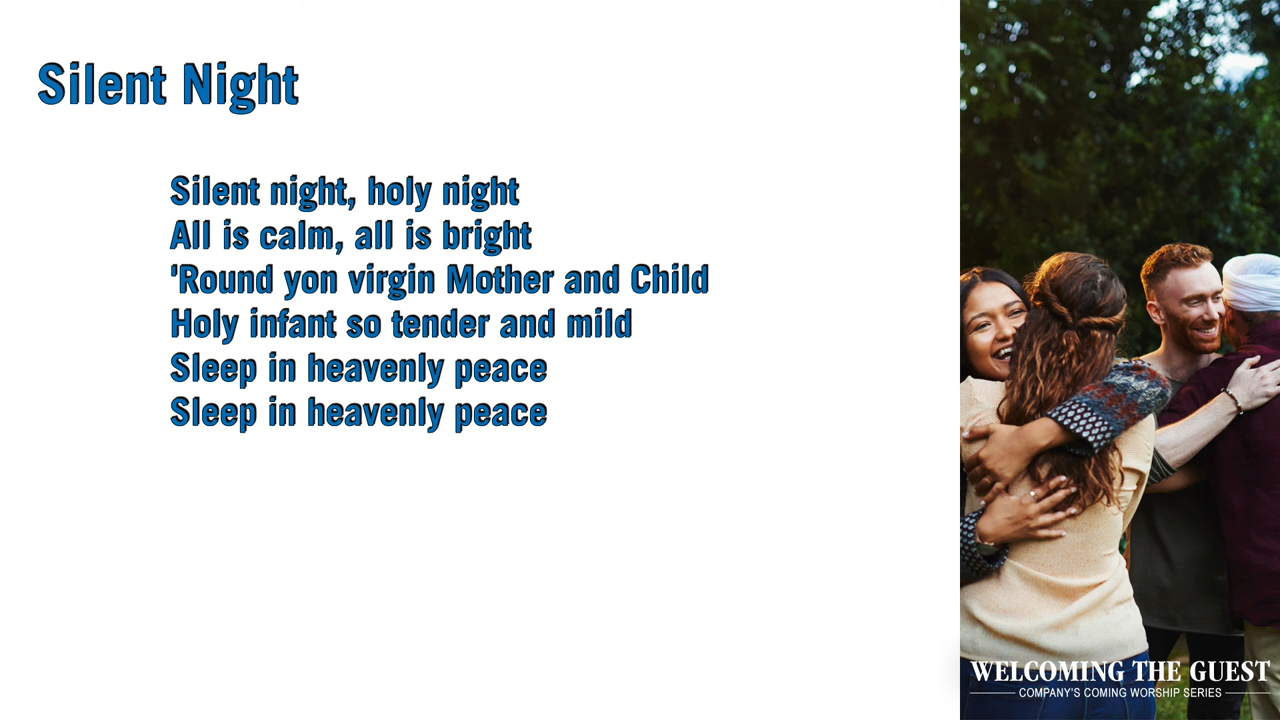 Silent Night
Silent night, holy night
All is calm, all is bright
'Round yon virgin Mother and Child
Holy infant so tender and mild
Sleep in heavenly peace
Sleep in heavenly peace
WELCOMING THE GUEST
COMPANY'S COMING WORSHIP SERIES